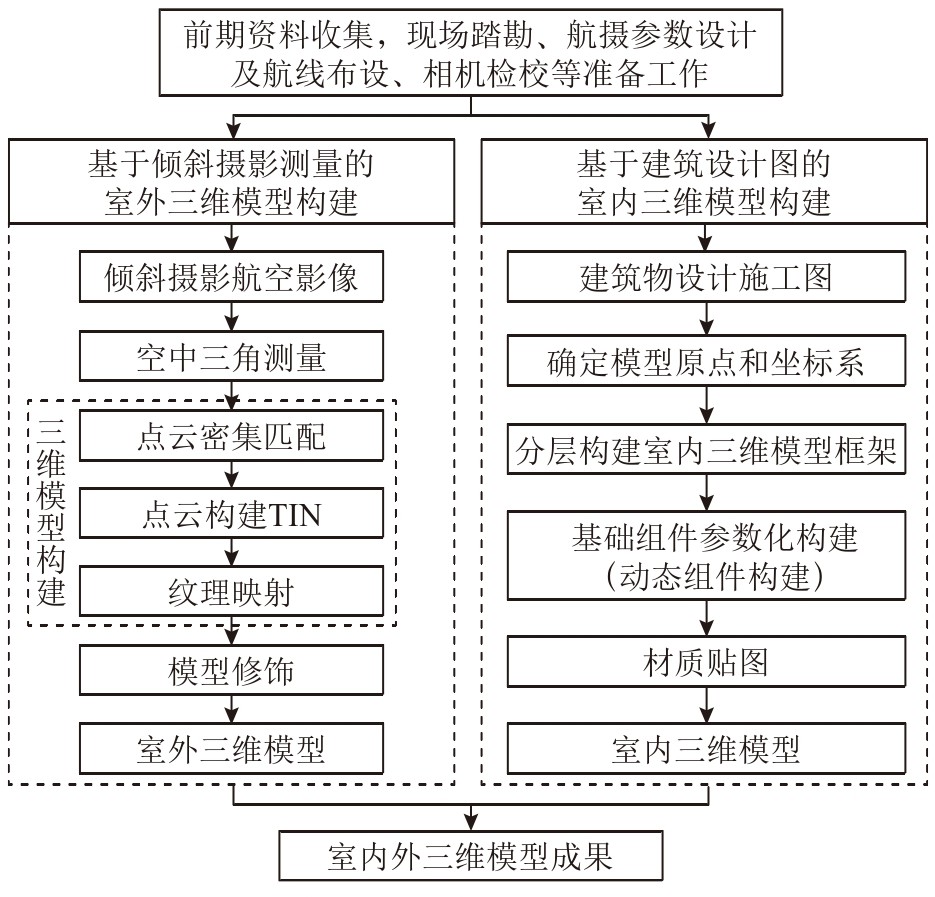 前期资料收集，现场踏勘、航摄参数设计
及航线布设、相机检校等准备工作
基于倾斜摄影测量的
室外三维模型构建
倾斜摄影航空影像
空中三角测量
三维模型构建
点云密集匹配
点云构建TIN
纹理映射
模型修饰
室外三维模型
基于建筑设计图的
室内三维模型构建
建筑物设计施工图
确定模型原点和坐标系
分层构建室内三维模型框架
基础组件参数化构建
（动态组件构建）
材质贴图
室内三维模型
室内外三维模型成果